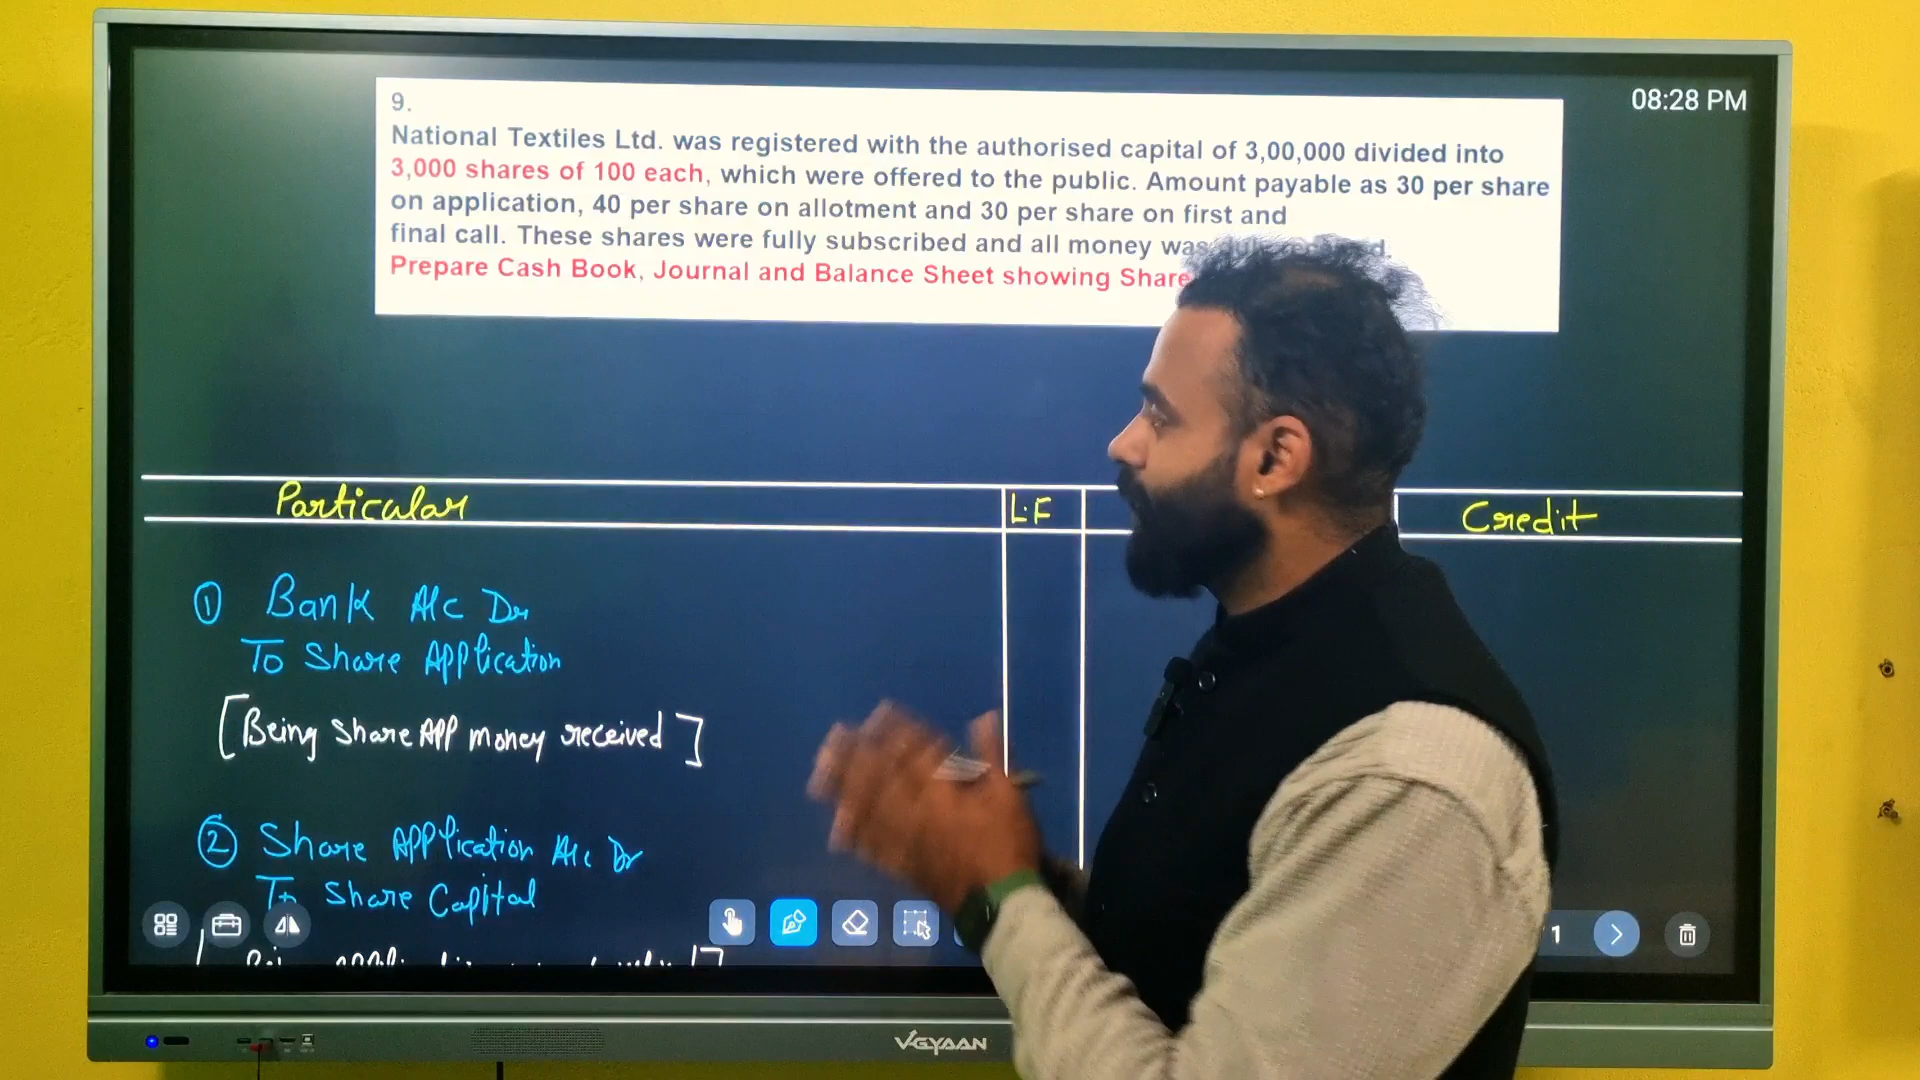 08:28 PM
9.
National Textiles Ltd. was registered with the authorised capital of 3,00,000 divided into
3,000 shares of 100 each, which were offered to the public. Amount payable as 30 per share
on application, 40 per share on allotment and 30 per share on first and
final call. These shares were fully subscribed and all money was
Prepare Cash Book, Journal and Balance Sheet showing Share
Particular L.F Credit
① Bank A/c Dr
To Share Application
[Being Share APP money received]
② Share Application A/c Dr
To Share Capital
1
V-GYAAN